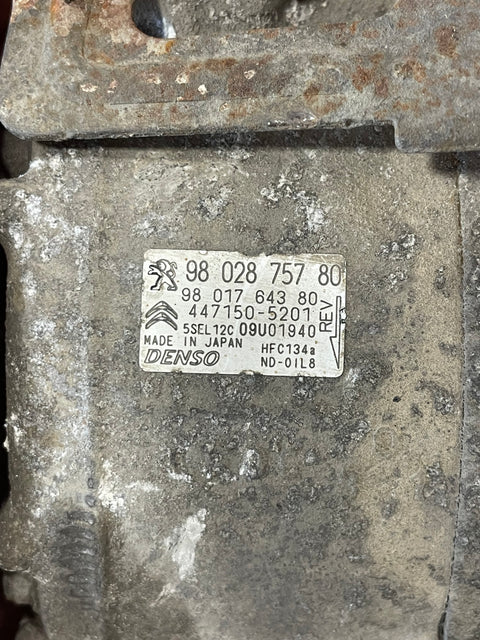 98 028 757 80
98 017 643 80
447150-5201
5SEL12C 09U01940
MADE IN JAPAN HFC134a
DENSO ND-OIL8
REV